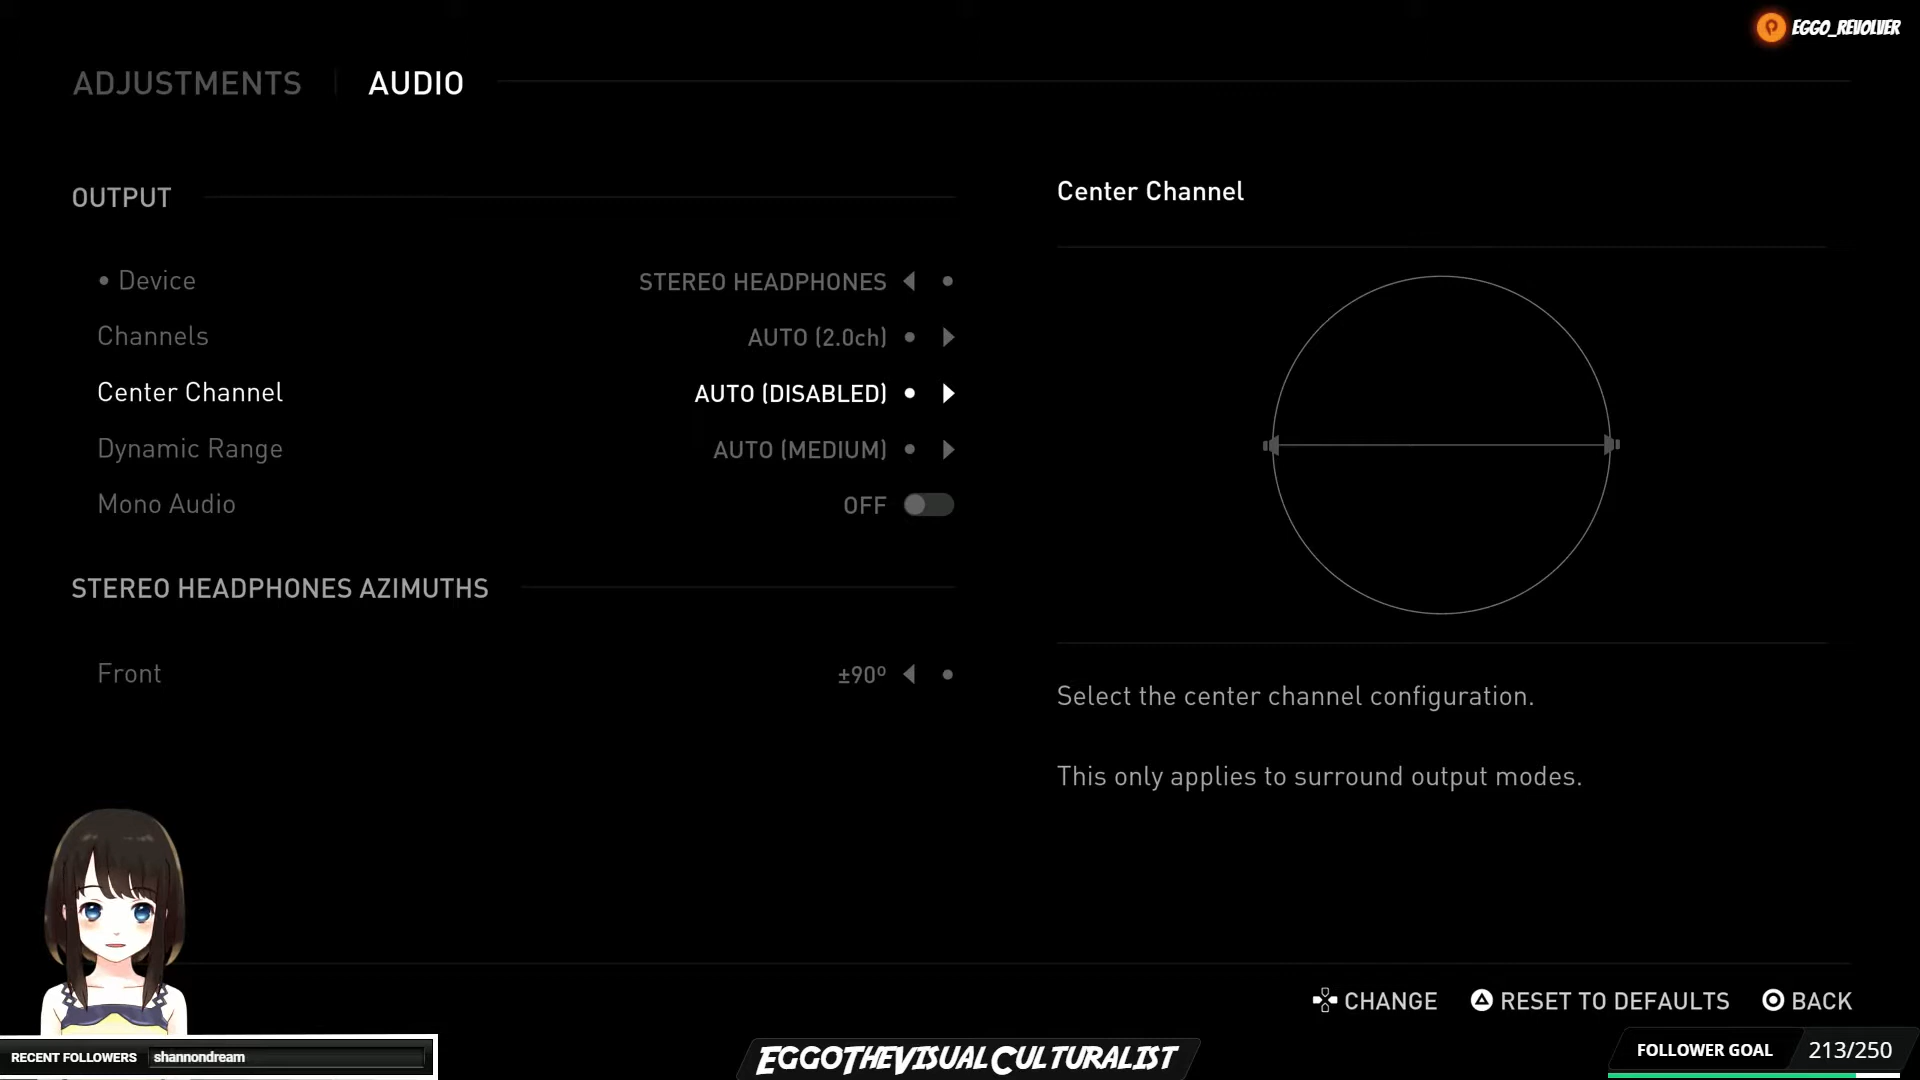 EGGO_REVOLVER
ADJUSTMENTS
AUDIO
OUTPUT
• Device STEREO HEADPHONES
Channels AUTO (2.0ch)
Center Channel AUTO (DISABLED)
Dynamic Range AUTO (MEDIUM)
Mono Audio OFF
STEREO HEADPHONES AZIMUTHS
Front ±90º
Center Channel
Select the center channel configuration.
This only applies to surround output modes.
CHANGE
RESET TO DEFAULTS
BACK
RECENT FOLLOWERS shannondream
EGGOTHEVISUALCULTURALIST
FOLLOWER GOAL 213/250